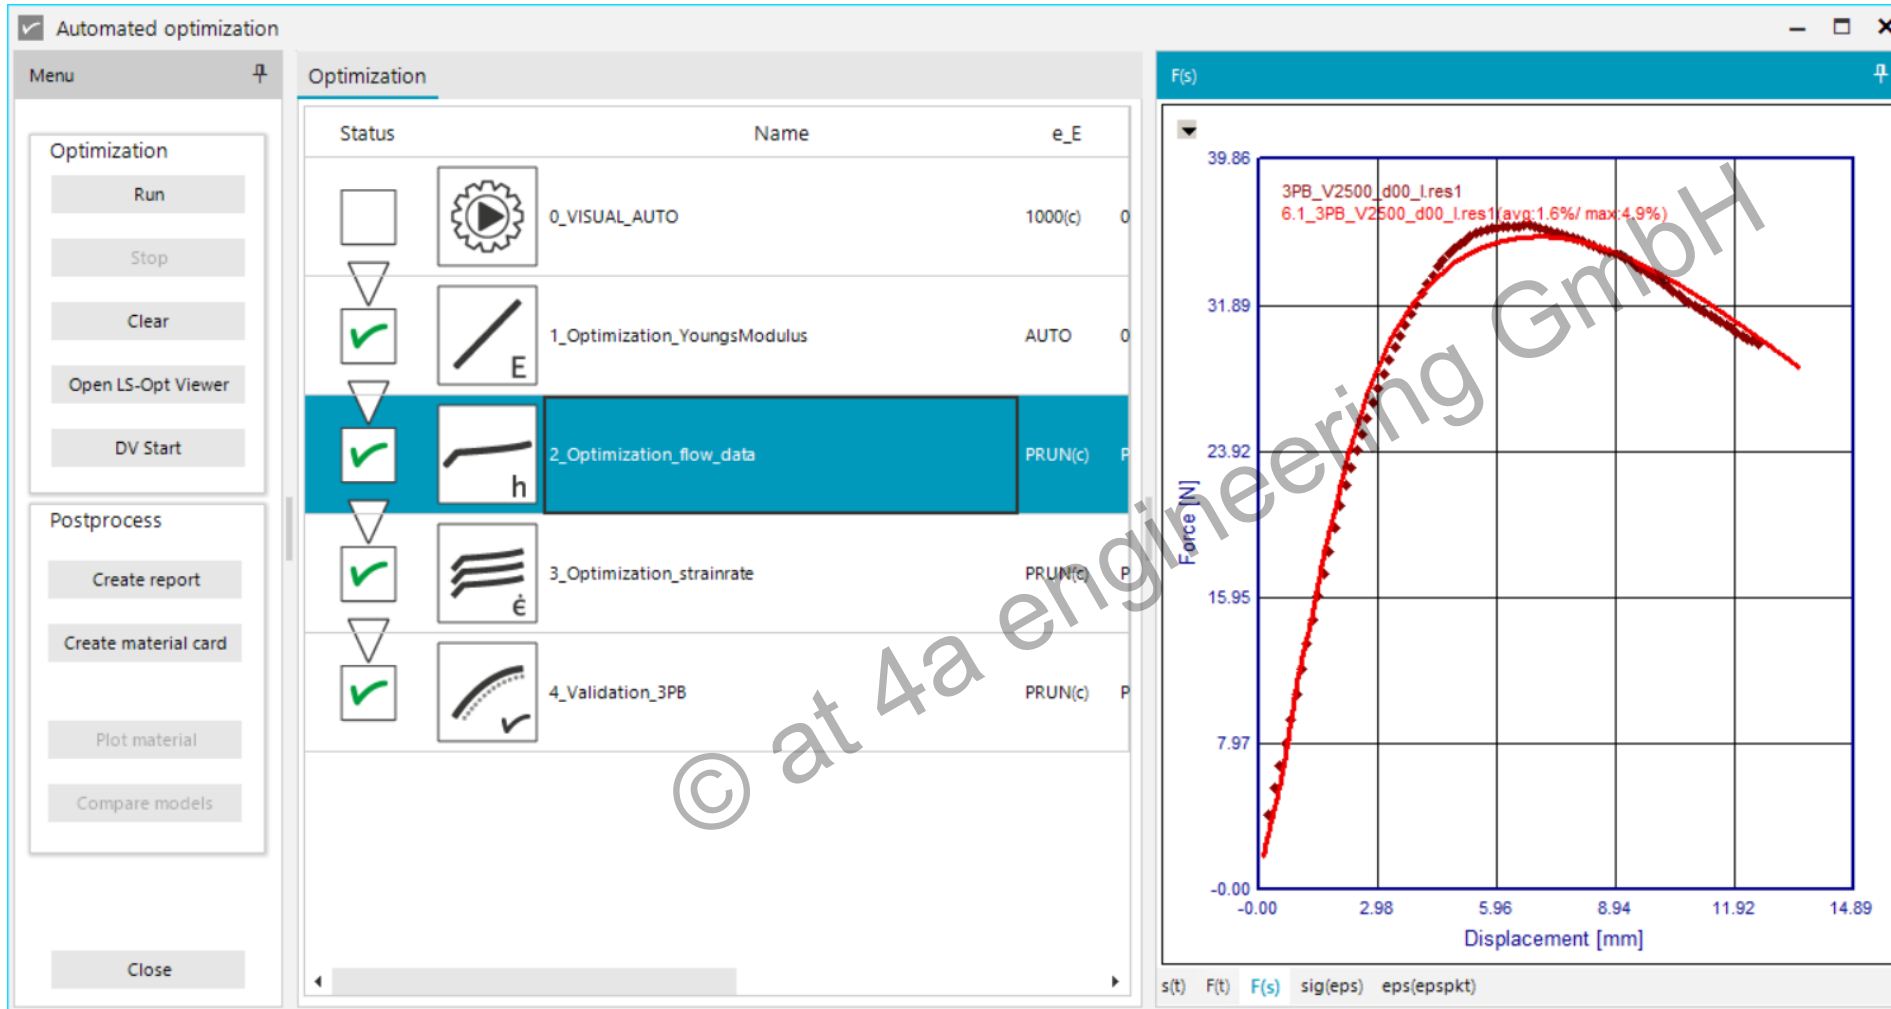 Automated optimization
Menu
Optimization
Run
Stop
Clear
Open LS-Opt Viewer
DV Start
Postprocess
Create report
Create material card
Plot material
Compare models
Close
Optimization
Status Name e_E
0_VISUAL_AUTO 1000(c) 0
E 1_Optimization_YoungsModulus AUTO 0
h 2_Optimization_flow_data PRUN(c) P
ė 3_Optimization_strainrate PRUN(c) P
4_Validation_3PB PRUN(c) P
F(s)
3PB_V2500_d00_l.res1
6.1_3PB_V2500_d00_l.res1(avg:1.6%/ max:4.9%)
39.86
31.89
23.92
15.95
7.97
-0.00
Force [N]
-0.00 2.98 5.96 8.94 11.92 14.89
Displacement [mm]
s(t) F(t) F(s) sig(eps) eps(epspkt)
© at 4a engineering GmbH